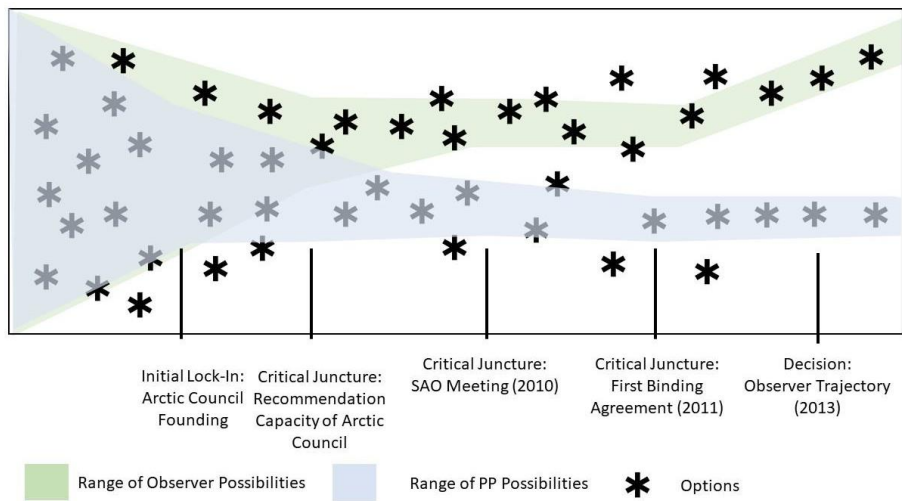 Initial Lock-In:
Arctic Council
Founding
Critical Juncture:
Recommendation
Capacity of Arctic
Council
Critical Juncture:
SAO Meeting (2010)
Critical Juncture:
First Binding
Agreement (2011)
Decision:
Observer Trajectory
(2013)
Range of Observer Possibilities
Range of PP Possibilities
Options